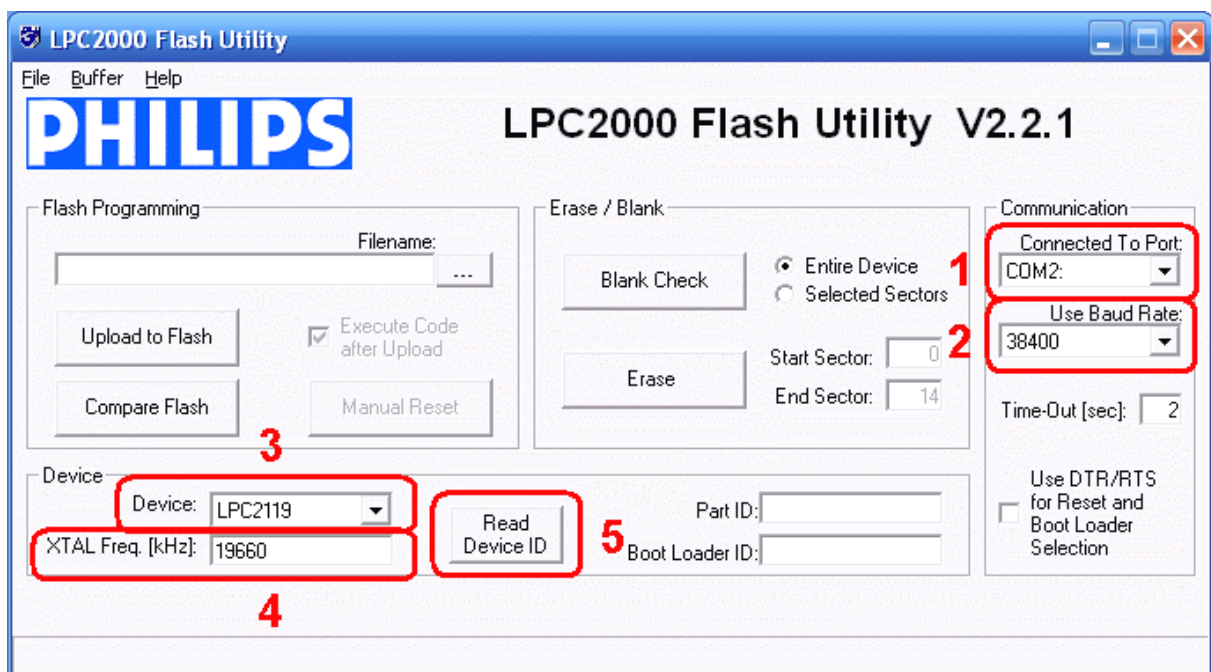 LPC2000 Flash Utility
File Buffer Help
PHILIPS
LPC2000 Flash Utility V2.2.1
Flash Programming
Filename:
...
Upload to Flash
Execute Code
after Upload
Compare Flash
Manual Reset
Erase / Blank
Blank Check
Entire Device
Selected Sectors
Erase
Start Sector: 0
End Sector: 14
Communication
1
Connected To Port:
COM2:
2
Use Baud Rate:
38400
Time-Out [sec]: 2
Use DTR/RTS
for Reset and
Boot Loader
Selection
3
Device
Device: LPC2119
XTAL Freq. [kHz]: 19660
4
Read
Device ID
5
Part ID:
Boot Loader ID: